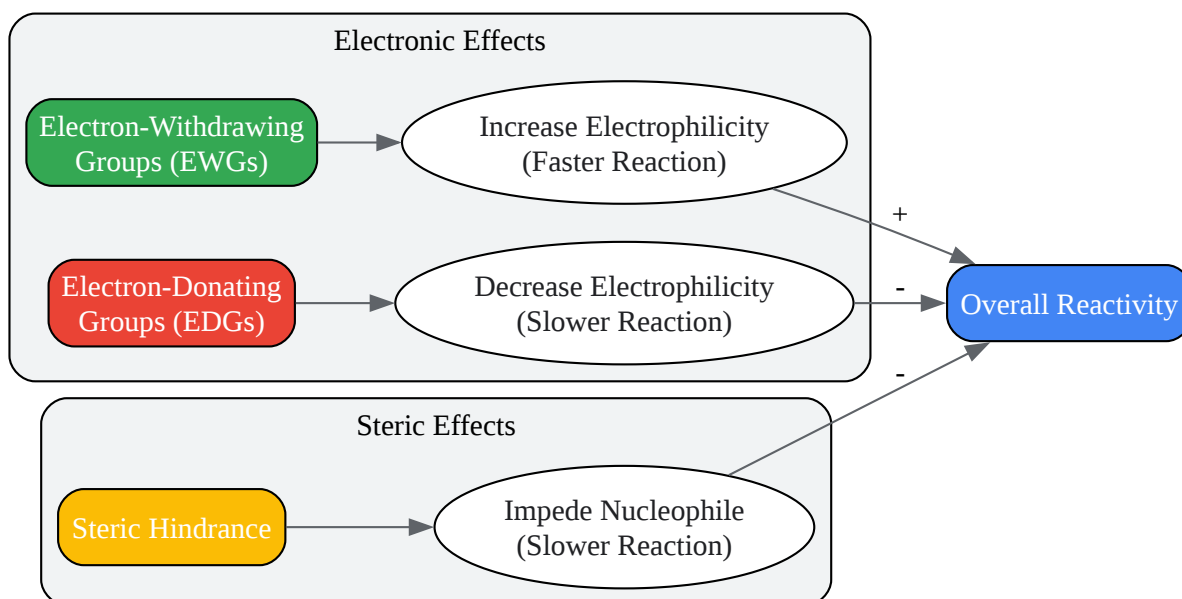 Electronic Effects
Electron-Withdrawing
Groups (EWGs)
Increase Electrophilicity
(Faster Reaction)
+
Electron-Donating
Groups (EDGs)
Decrease Electrophilicity
(Slower Reaction)
-
Overall Reactivity
-
Steric Effects
Steric Hindrance
Impede Nucleophile
(Slower Reaction)